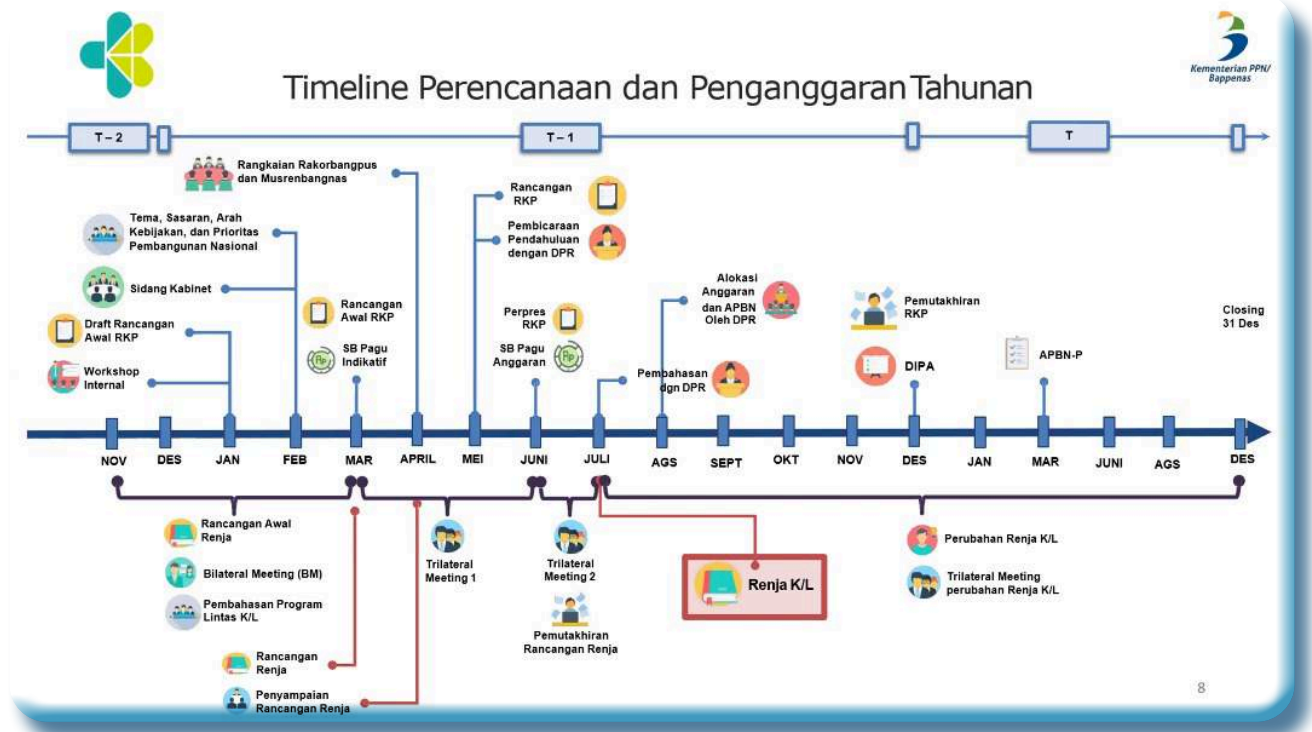 Kementerian PPN/
Bappenas
Timeline Perencanaan dan Penganggaran Tahunan
T – 2
T – 1
T
Rangkaian Rakorbangpus
dan Musrenbangnas
Tema, Sasaran, Arah
Kebijakan, dan Prioritas
Pembangunan Nasional
Sidang Kabinet
Draft Rancangan
Awal RKP
Workshop
Internal
Rancangan
Awal RKP
SB Pagu
Indikatif
Rancangan
RKP
Pembicaraan
Pendahuluan
dengan DPR
Perpres
RKP
SB Pagu
Anggaran
Pembahasan
dgn DPR
Alokasi
Anggaran
dan APBN
Oleh DPR
Pemutakhiran
RKP
DIPA
APBN-P
Closing
31 Des
NOV
DES
JAN
FEB
MAR
APRIL
MEI
JUNI
JULI
AGS
SEPT
OKT
NOV
DES
JAN
MAR
JUNI
AGS
DES
Rancangan Awal
Renja
Bilateral Meeting (BM)
Pembahasan Program
Lintas K/L
Rancangan
Renja
Penyampaian
Rancangan Renja
Trilateral
Meeting 1
Trilateral
Meeting 2
Pemutakhiran
Rancangan Renja
Renja K/L
Perubahan Renja K/L
Trilateral Meeting
perubahan Renja K/L
8